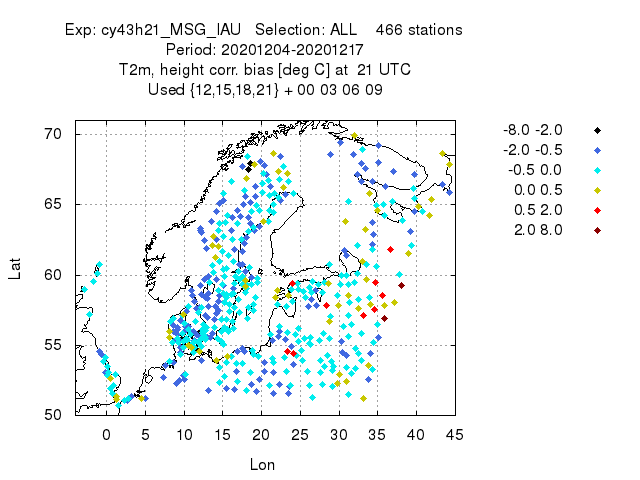 Exp: cy43h21_MSG_IAU Selection: ALL 466 stations
Period: 20201204-20201217
T2m, height corr. bias [deg C] at 21 UTC
Used {12,15,18,21} + 00 03 06 09
-8.0 -2.0
-2.0 -0.5
-0.5 0.0
0.0 0.5
0.5 2.0
2.0 8.0
Lat
70
65
60
55
50
0 5 10 15 20 25 30 35 40 45
Lon